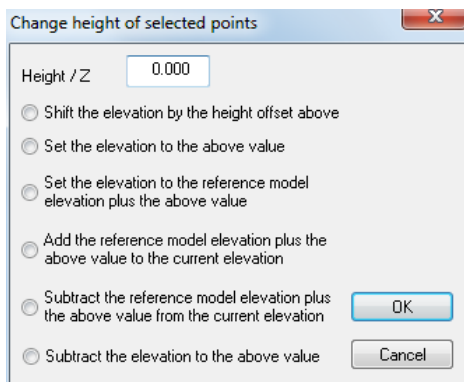 Change height of selected points
X
Height / Z
0.000
Shift the elevation by the height offset above
Set the elevation to the above value
Set the elevation to the reference model
elevation plus the above value
Add the reference model elevation plus the
above value to the current elevation
Subtract the reference model elevation plus
the above value from the current elevation
OK
Subtract the elevation to the above value
Cancel